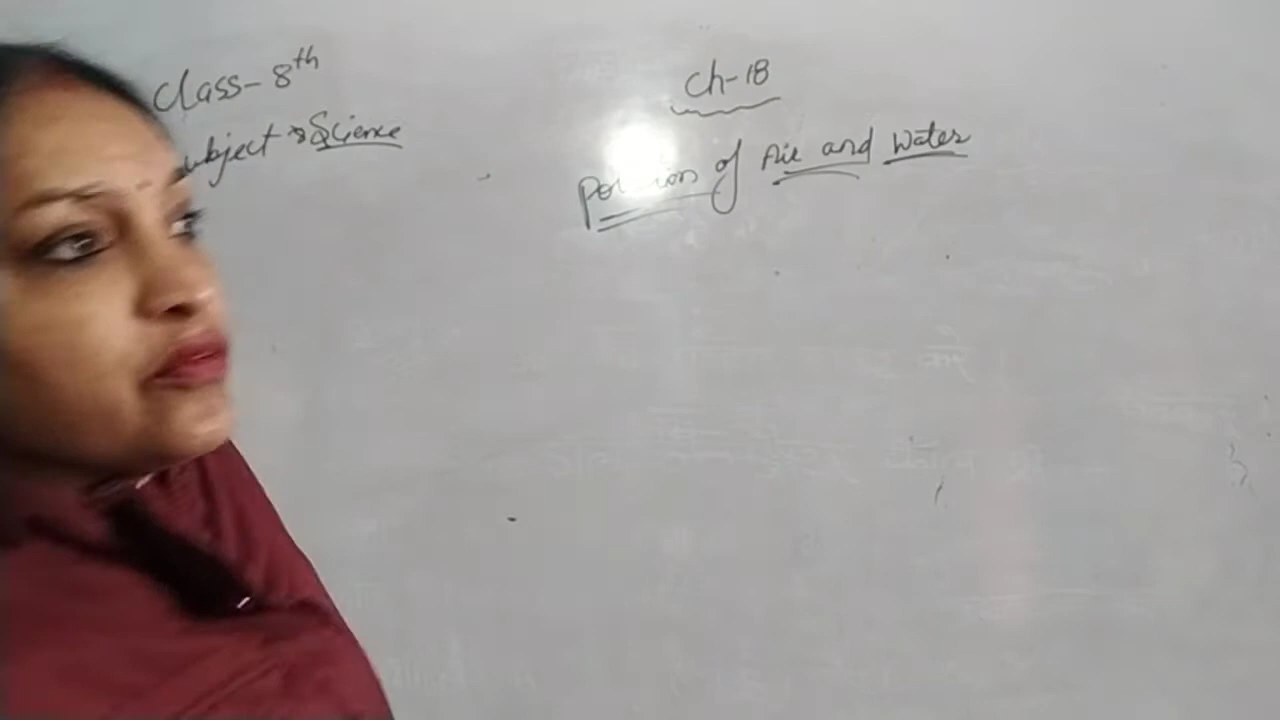 Class-8th
Subject → Science
Ch-18
Pollution of Air and Water